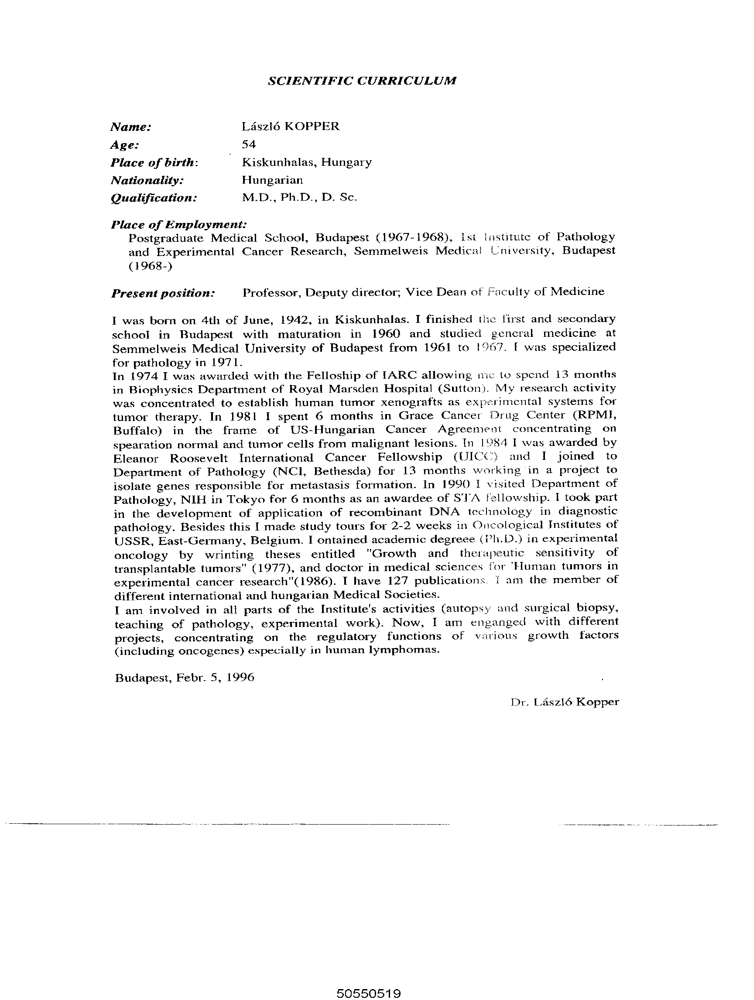 SCIENTIFIC CURRICULUM
Name: László KOPPER
Age: 54
Place of birth: Kiskunhalas, Hungary
Nationality: Hungarian
Qualification: M.D., Ph.D., D. Sc.
Place of Employment:
Postgraduate Medical School, Budapest (1967-1968), 1st Institute of Pathology
and Experimental Cancer Research, Semmelweis Medical University, Budapest
(1968-)
Present position: Professor, Deputy director; Vice Dean of Faculty of Medicine
I was born on 4th of June, 1942, in Kiskunhalas. I finished the first and secondary
school in Budapest with maturation in 1960 and studied general medicine at
Semmelweis Medical University of Budapest from 1961 to 1967. I was specialized
for pathology in 1971.
In 1974 I was awarded with the Felloship of IARC allowing me to spend 13 months
in Biophysics Department of Royal Marsden Hospital (Sutton). My research activity
was concentrated to establish human tumor xenografts as experimental systems for
tumor therapy. In 1981 I spent 6 months in Grace Cancer Drug Center (RPMI,
Buffalo) in the frame of US-Hungarian Cancer Agreement concentrating on
spearation normal and tumor cells from malignant lesions. In 1984 I was awarded by
Eleanor Roosevelt International Cancer Fellowship (UICC) and I joined to
Department of Pathology (NCI, Bethesda) for 13 months working in a project to
isolate genes responsible for metastasis formation. In 1990 I visited Department of
Pathology, NIH in Tokyo for 6 months as an awardee of STA fellowship. I took part
in the development of application of recombinant DNA technology in diagnostic
pathology. Besides this I made study tours for 2-2 weeks in Oncological Institutes of
USSR, East-Germany, Belgium. I ontained academic degreee (Ph.D.) in experimental
oncology by wrinting theses entitled "Growth and therapeutic sensitivity of
transplantable tumors" (1977), and doctor in medical sciences for 'Human tumors in
experimental cancer research"(1986). I have 127 publications. I am the member of
different international and hungarian Medical Societies.
I am involved in all parts of the Institute's activities (autopsy and surgical biopsy,
teaching of pathology, experimental work). Now, I am enganged with different
projects, concentrating on the regulatory functions of various growth factors
(including oncogenes) especially in human lymphomas.
Budapest, Febr. 5, 1996
Dr. László Kopper
50550519